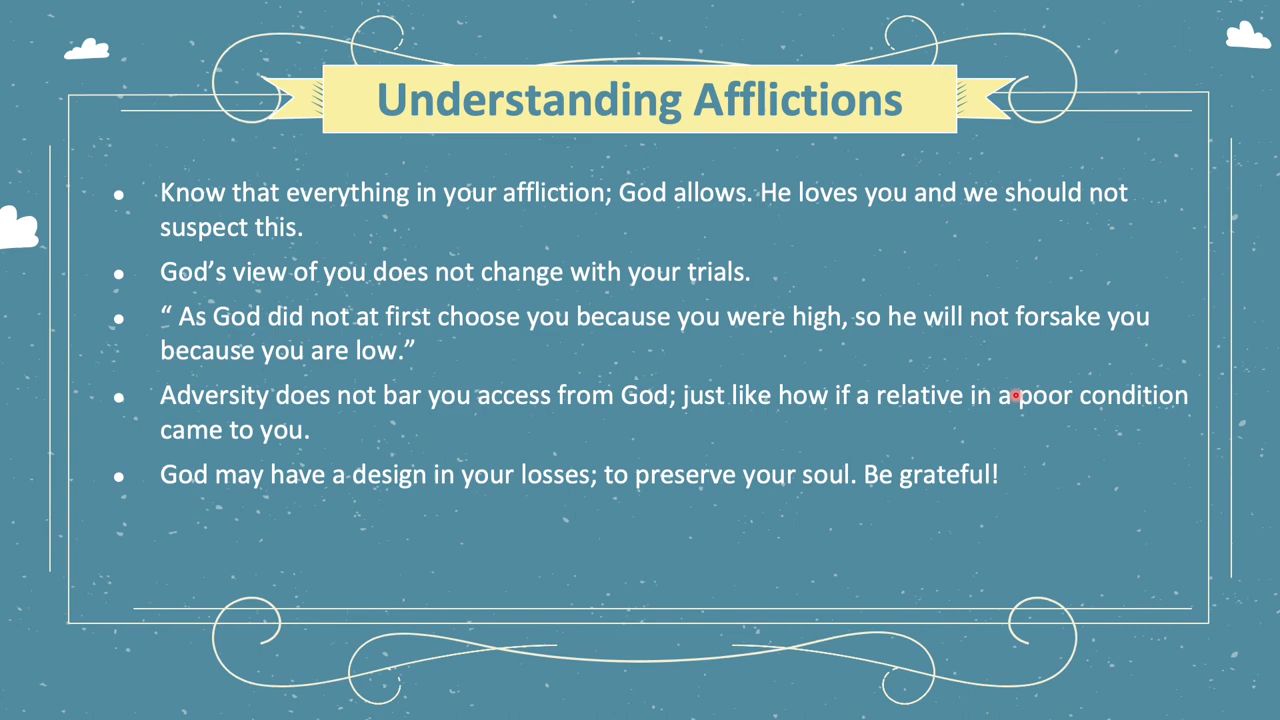 Understanding Afflictions
• Know that everything in your affliction; God allows. He loves you and we should not
suspect this.
• God’s view of you does not change with your trials.
• “ As God did not at first choose you because you were high, so he will not forsake you
because you are low.”
• Adversity does not bar you access from God; just like how if a relative in a poor condition
came to you.
• God may have a design in your losses; to preserve your soul. Be grateful!